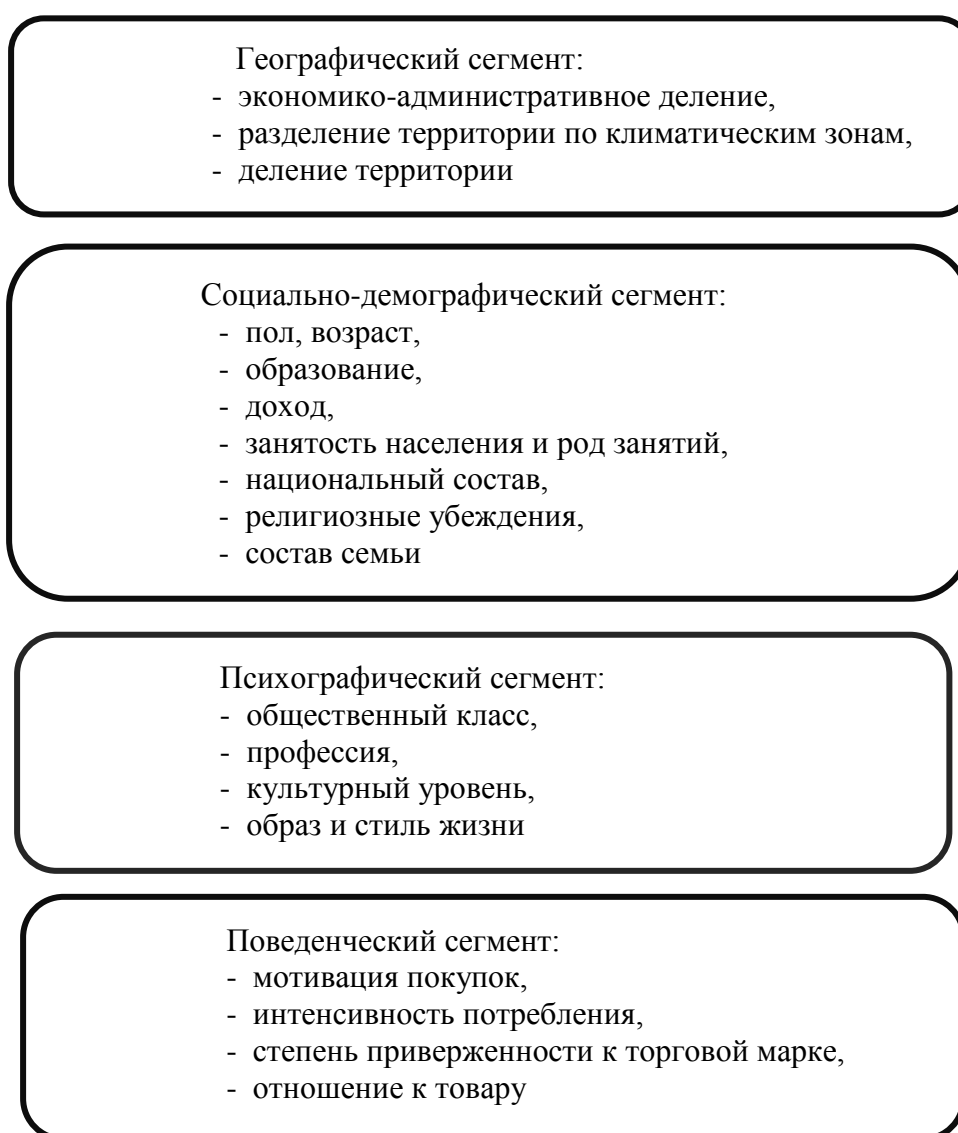 Географический сегмент:
- экономико-административное деление,
- разделение территории по климатическим зонам,
- деление территории
Социально-демографический сегмент:
- пол, возраст,
- образование,
- доход,
- занятость населения и род занятий,
- национальный состав,
- религиозные убеждения,
- состав семьи
Психографический сегмент:
- общественный класс,
- профессия,
- культурный уровень,
- образ и стиль жизни
Поведенческий сегмент:
- мотивация покупок,
- интенсивность потребления,
- степень приверженности к торговой марке,
- отношение к товару